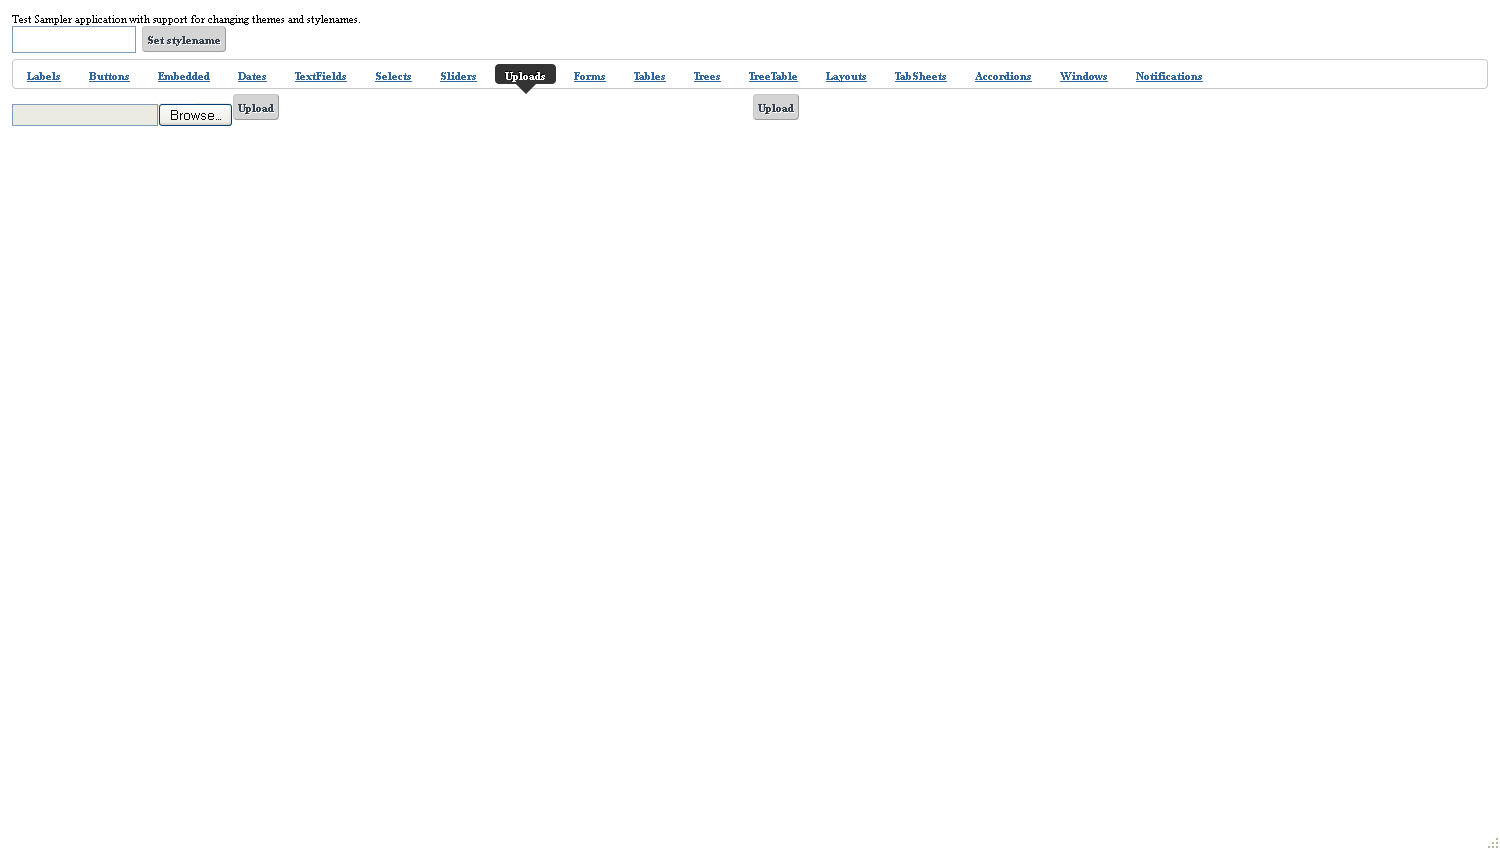 Test Sampler application with support for changing themes and stylenames.
Set stylename
Labels Buttons Embedded Dates TextFields Selects Sliders Uploads Forms Tables Trees TreeTable Layouts TabSheets Accordions Windows Notifications
Browse... Upload Upload